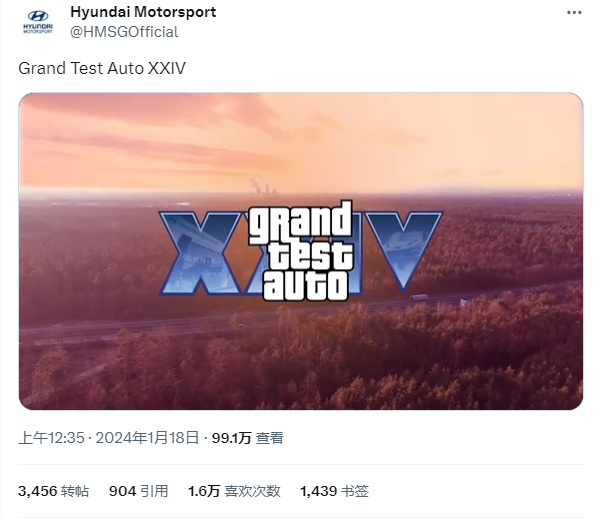 Hyundai Motorsport
HYUNDAI
MOTORSPORT
@HMSGOfficial
Grand Test Auto XXIV
XXIV
grand
test
auto
上午12:35 · 2024年1月18日 · 99.1万 查看
3,456 转帖 904 引用 1.6万 喜欢次数 1,439 书签